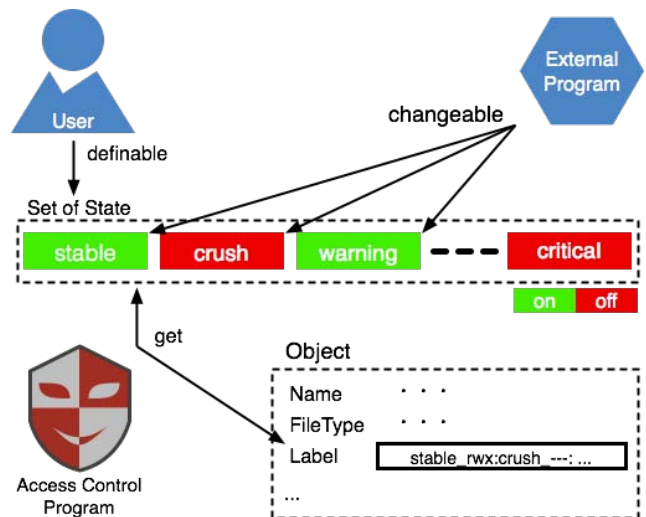 External
Program
changeable
User
definable
Set of State
stable
crush
warning
critical
on
off
get
Object
Name . . .
FileType . . .
Label stable_rwx:crush_---: ...
...
Access Control
Program